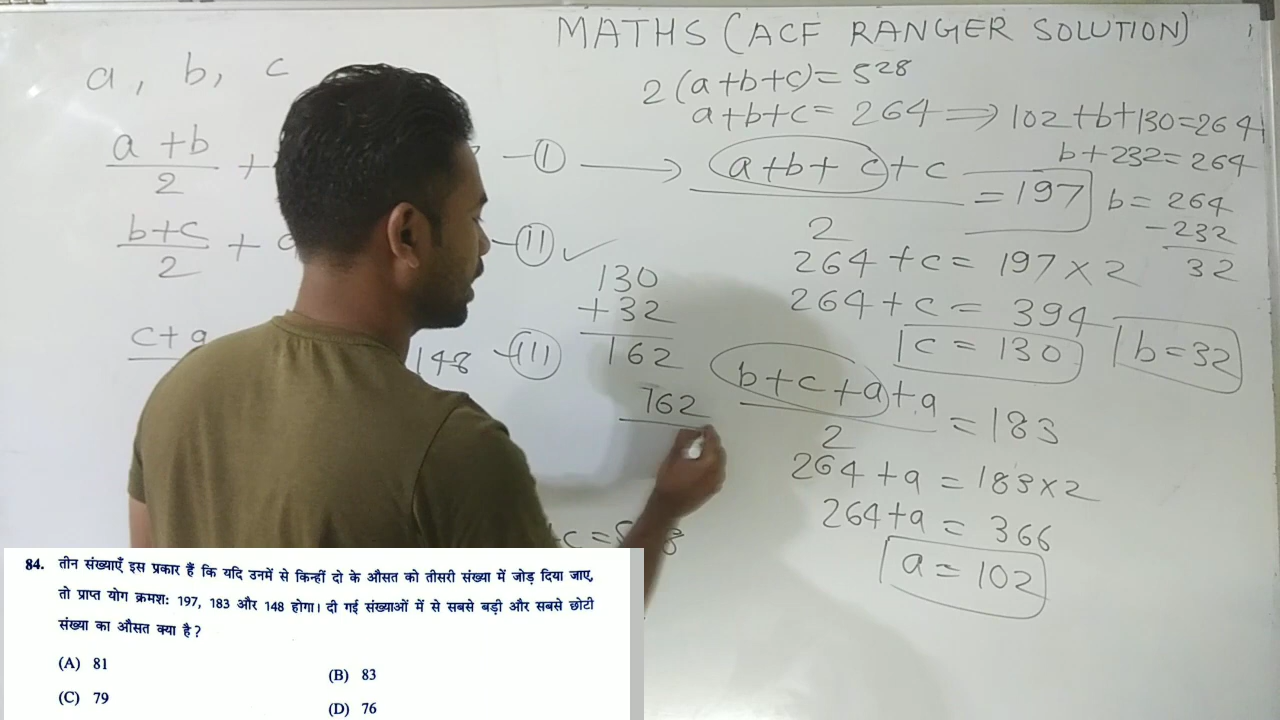 MATHS (ACF RANGER SOLUTION)
a, b, c
2(a+b+c)=528
a+b+c= 264 ⟹ 102+b+130=264
b+232=264
b = 264
-232
32
b=32
a+b
2
+
-(I) ⟶ a+b+c+c = 197
2
264+c= 197×2
264+c = 394
c = 130
b+c
2
+
-(II) ✓
c+a
148 -(III)
130
+32
162
162
b+c+a+a = 183
2
264+a = 183×2
264+a = 366
a = 102
84. तीन संख्याएँ इस प्रकार हैं कि यदि उनमें से किन्हीं दो के औसत को तीसरी संख्या में जोड़ दिया जाए,
तो प्राप्त योग क्रमशः 197, 183 और 148 होगा। दी गई संख्याओं में से सबसे बड़ी और सबसे छोटी
संख्या का औसत क्या है ?
(A) 81
(B) 83
(C) 79
(D) 76